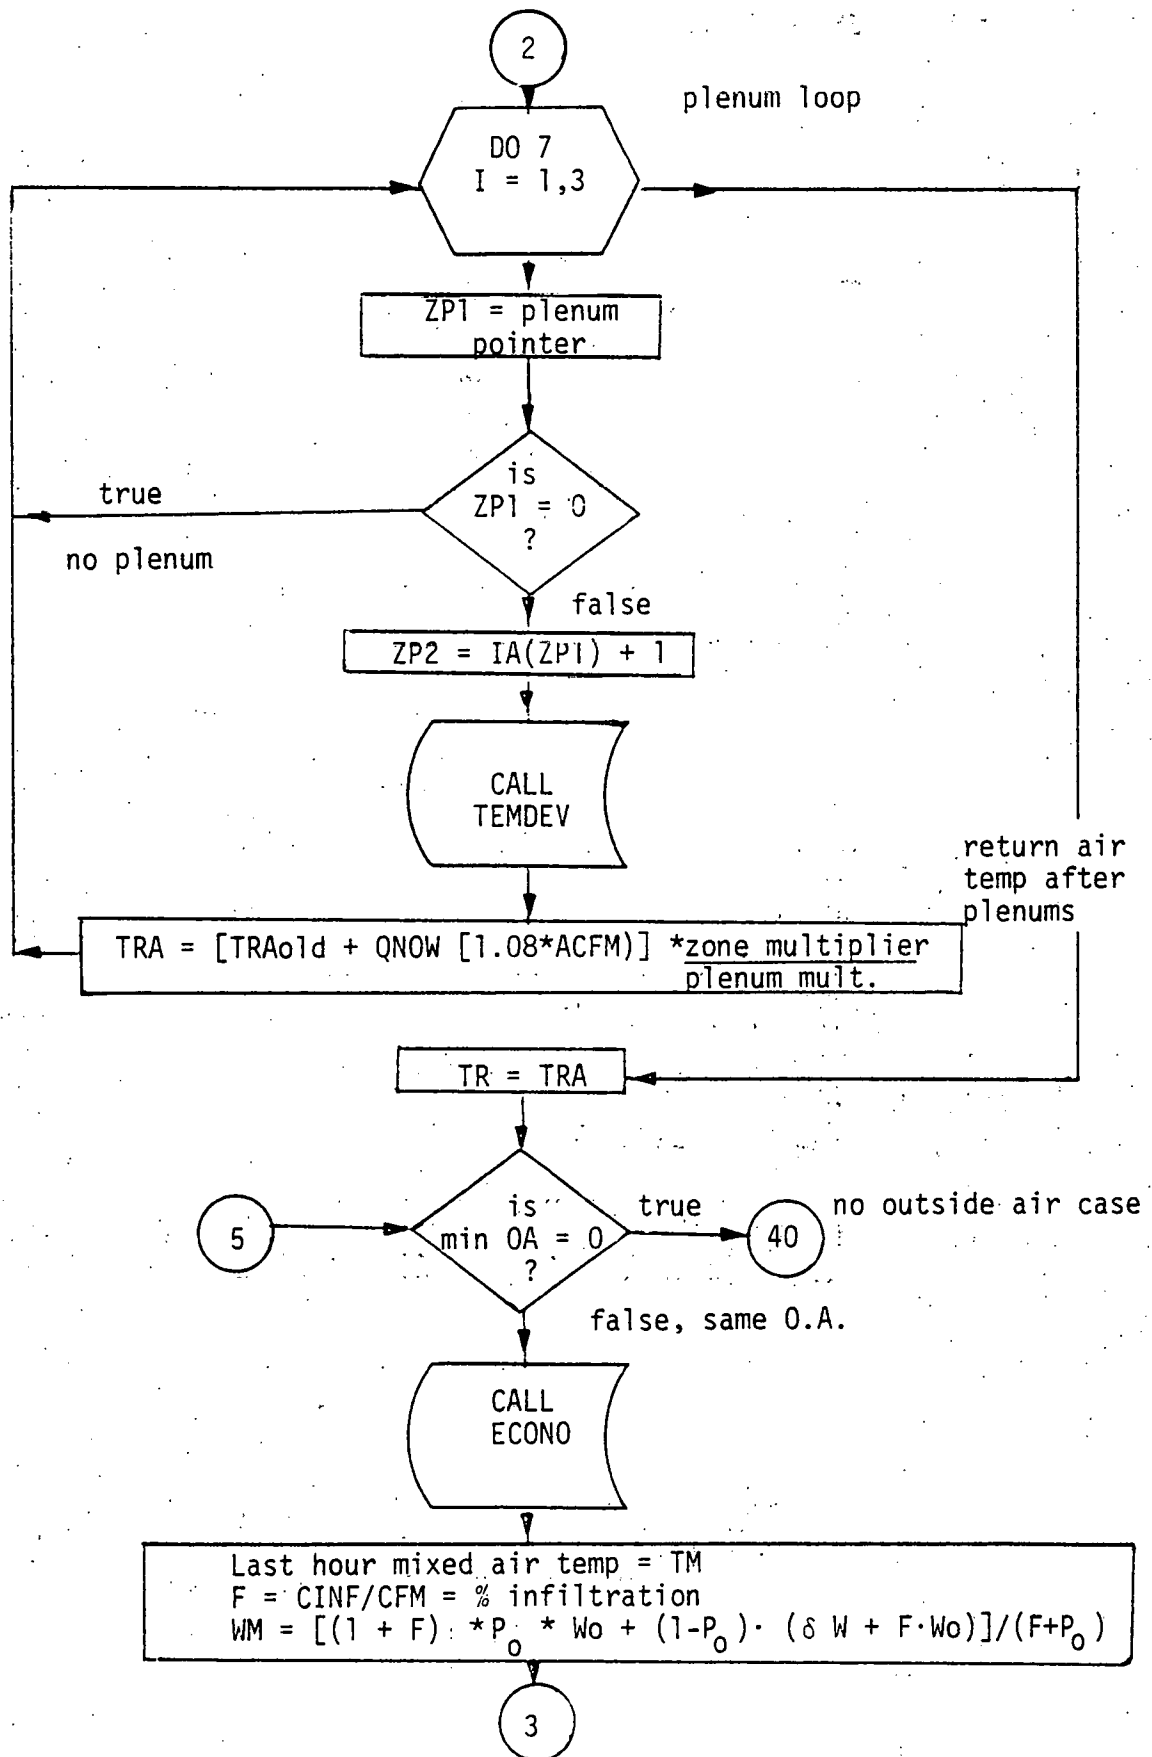 2
plenum loop
DO 7
I = 1,3
ZP1 = plenum
pointer
is
ZP1 = 0
?
true
no plenum
false
ZP2 = IA(ZP1) + 1
CALL
TEMDEV
return air
temp after
plenums
TRA = [TRAold + QNOW [1.08*ACFM)] *zone multiplier
plenum mult.
TR = TRA
5
is
min OA = 0
?
true
40
no outside air case
false, same O.A.
CALL
ECONO
Last hour mixed air temp = TM
F = CINF/CFM = % infiltration
WM = [(1 + F) *P₀ * Wo + (1-P₀)· (δ W + F·Wo)]/(F+P₀)
3